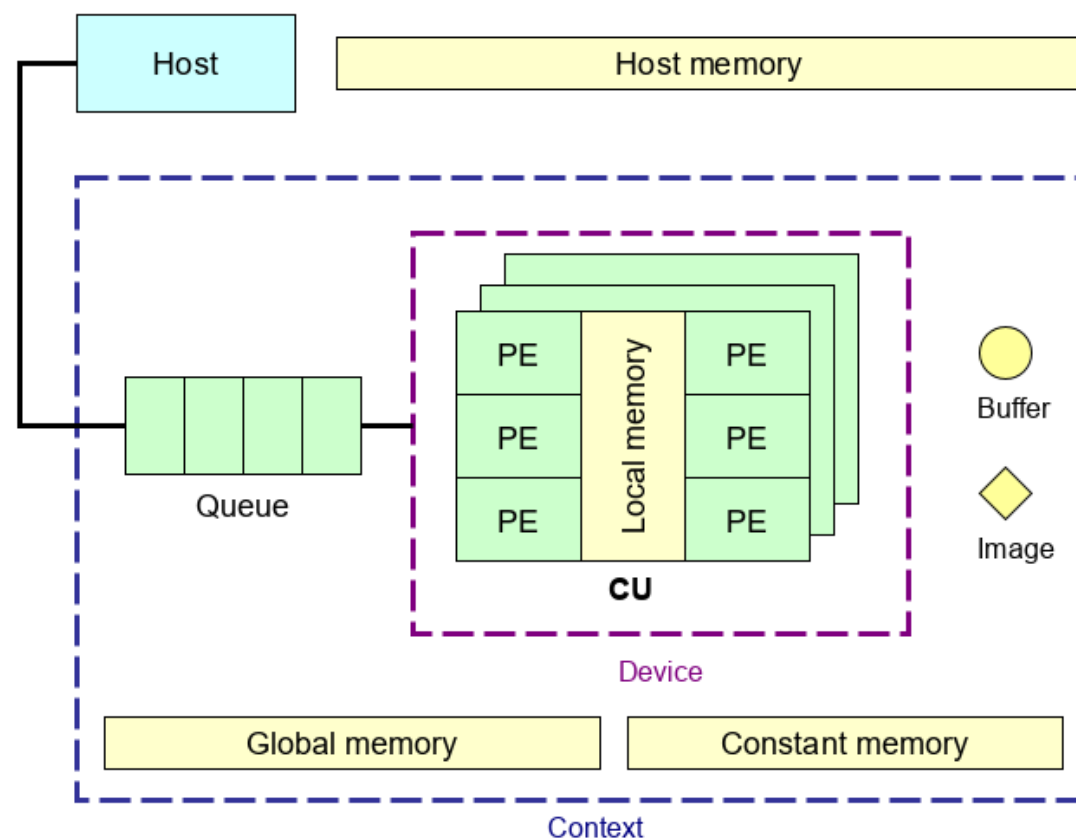 Host
Host memory
PE
PE
PE
Local memory
PE
PE
PE
CU
Queue
Buffer
Image
Device
Global memory
Constant memory
Context